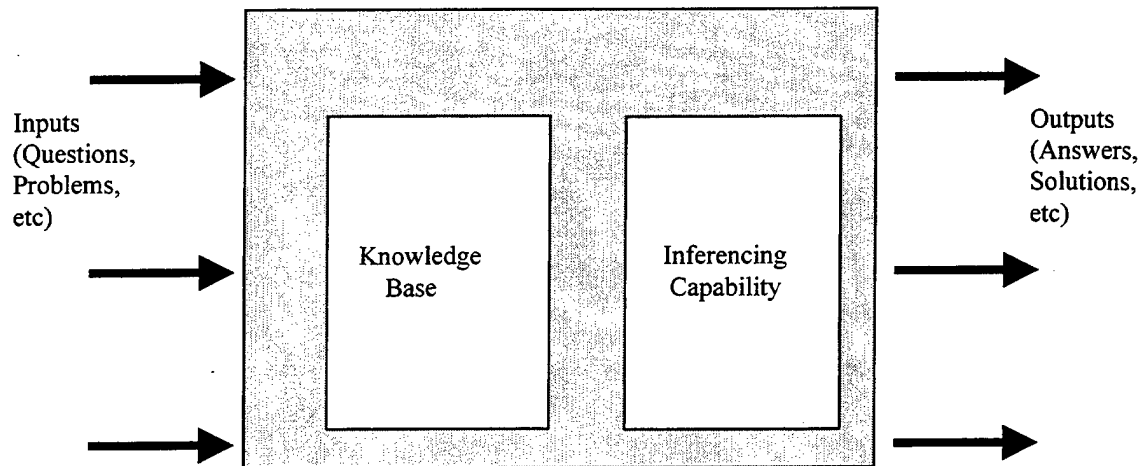 Inputs
(Questions,
Problems,
etc)
Knowledge
Base
Inferencing
Capability
Outputs
(Answers,
Solutions,
etc)